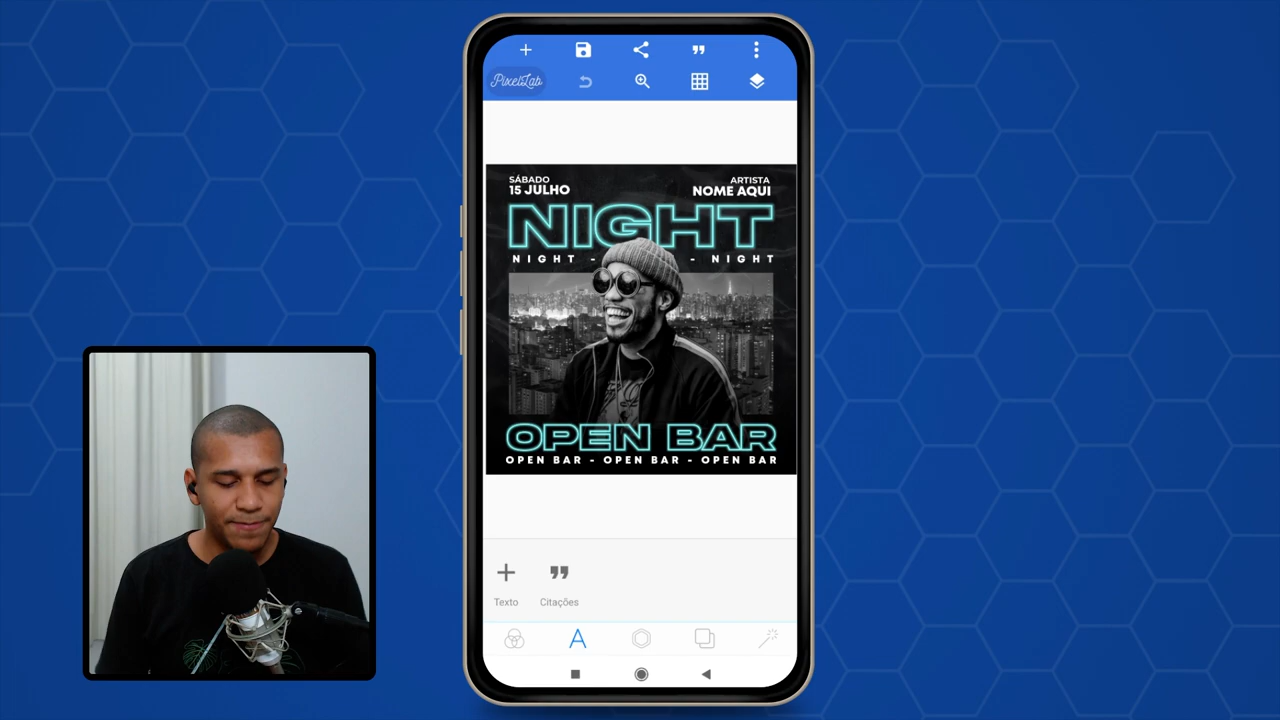 PixelLab
SÁBADO
15 JULHO
ARTISTA
NOME AQUI
NIGHT
NIGHT - - NIGHT
OPEN BAR
OPEN BAR - OPEN BAR - OPEN BAR
Texto
Citações